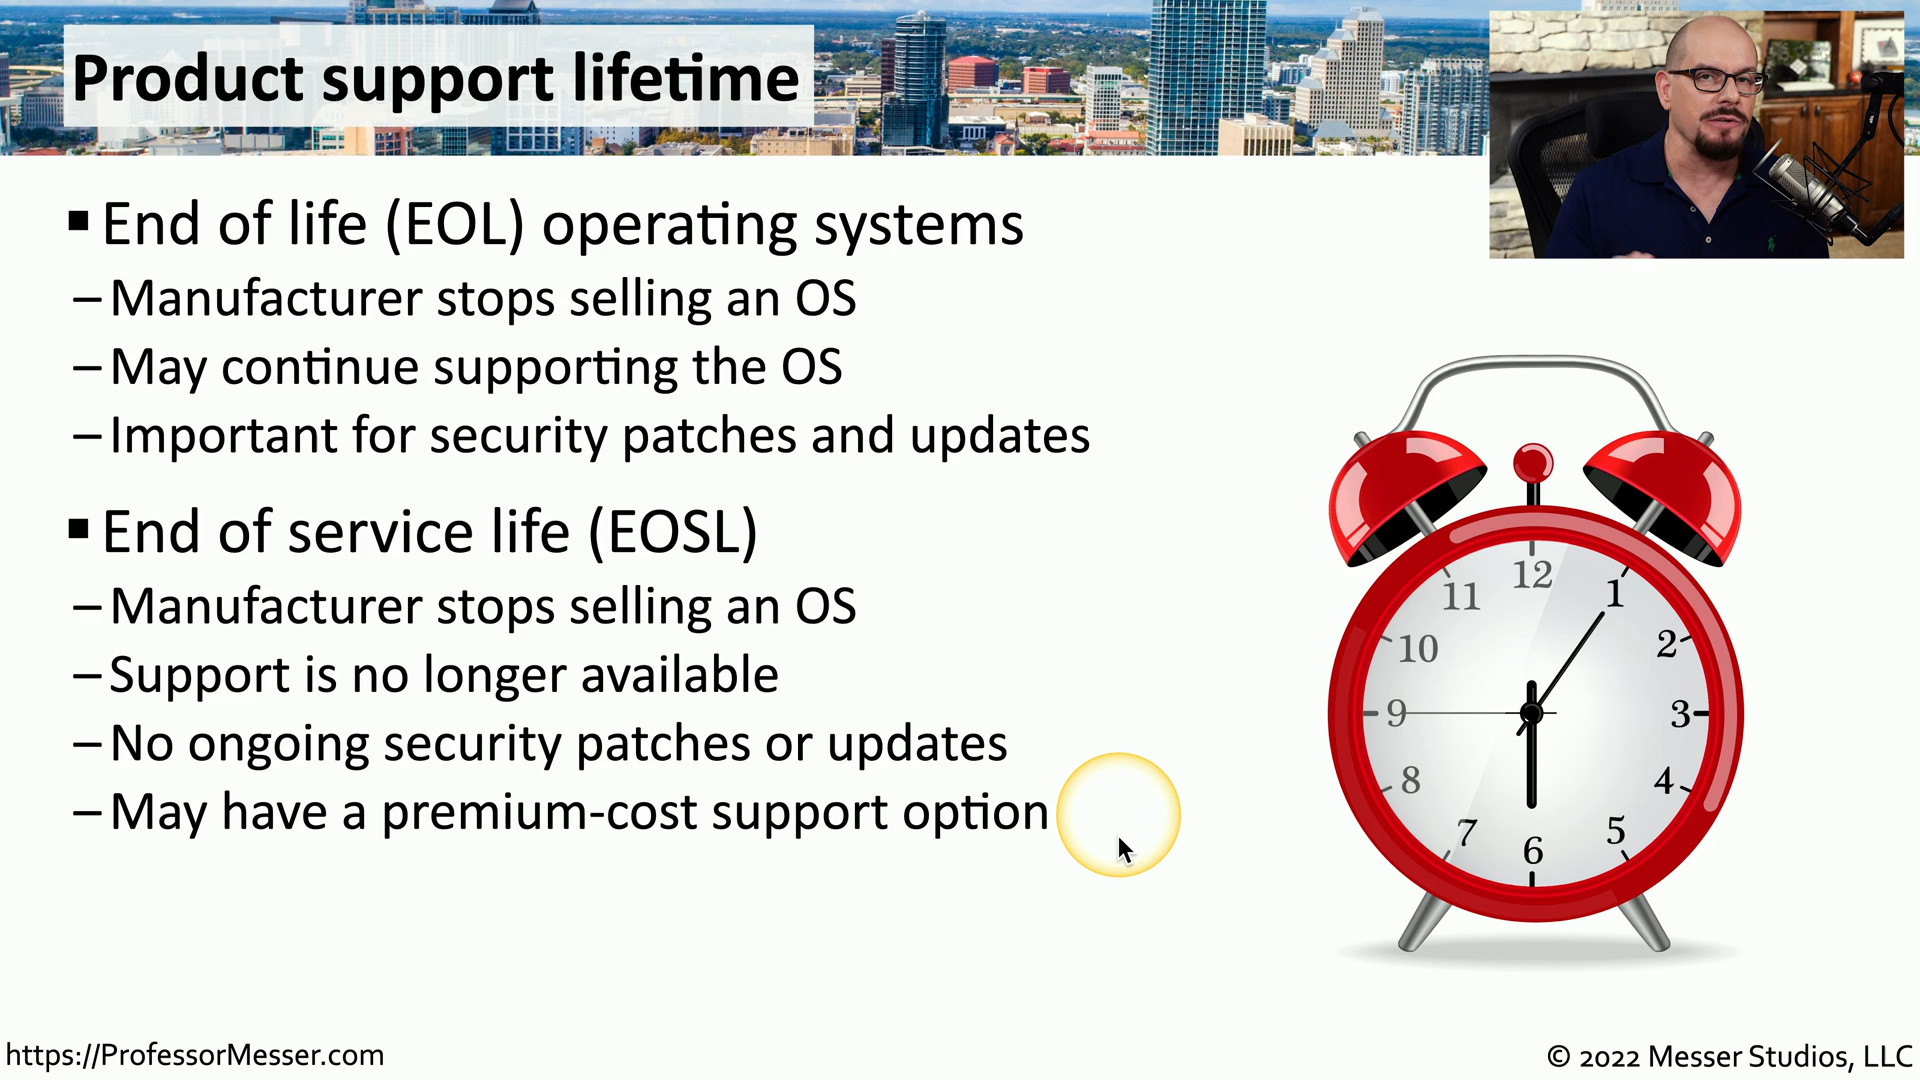 Product support lifetime
▪ End of life (EOL) operating systems
– Manufacturer stops selling an OS
– May continue supporting the OS
– Important for security patches and updates
▪ End of service life (EOSL)
– Manufacturer stops selling an OS
– Support is no longer available
– No ongoing security patches or updates
– May have a premium-cost support option
12
11
1
10
2
9
3
8
4
7
5
6
https://ProfessorMesser.com
© 2022 Messer Studios, LLC